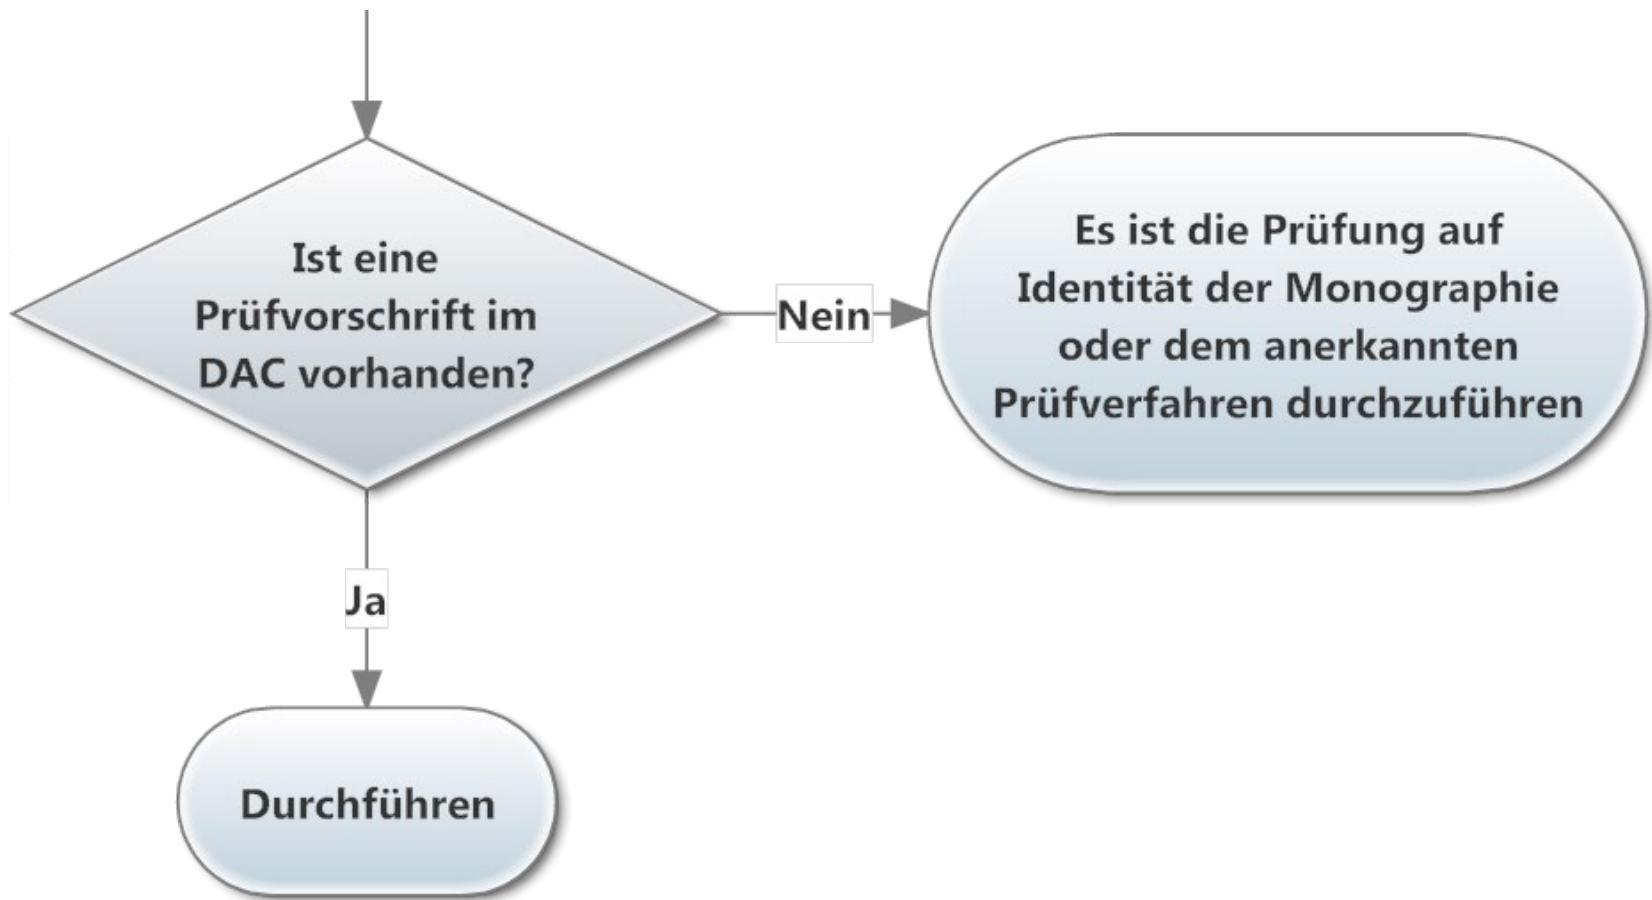 Ist eine
Prüfvorschrift im
DAC vorhanden?
Nein
Es ist die Prüfung auf
Identität der Monographie
oder dem anerkannten
Prüfverfahren durchzuführen
Ja
Durchführen